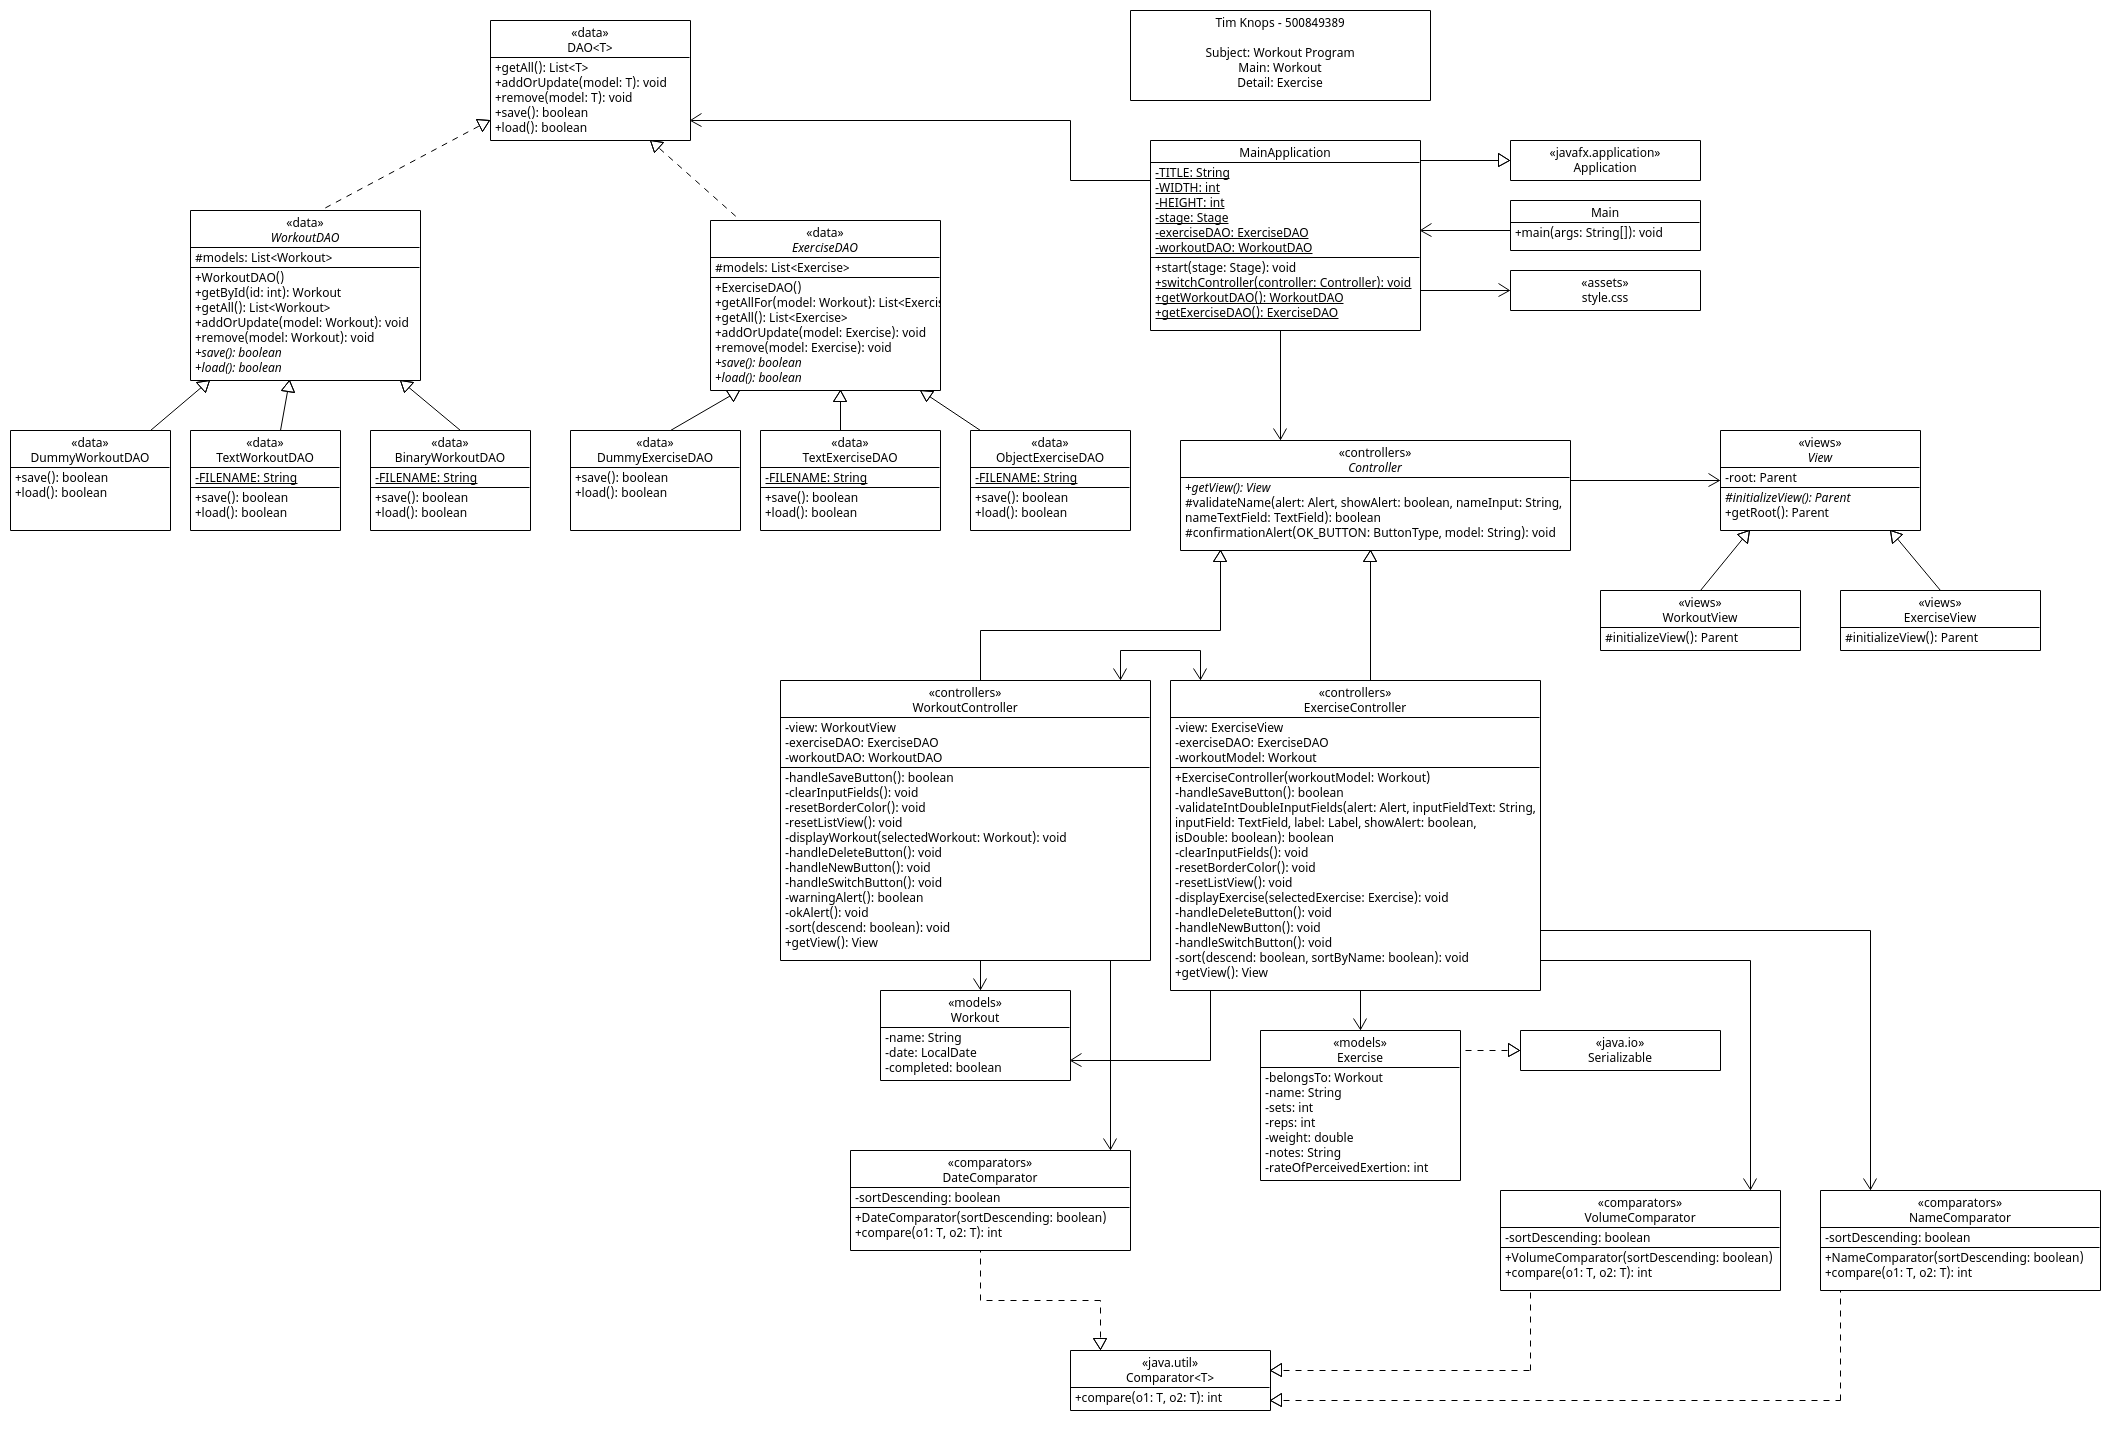 Tim Knops - 500849389
Subject: Workout Program
Main: Workout
Detail: Exercise
«data»
DAO<T>
+getAll(): List<T>
+addOrUpdate(model: T): void
+remove(model: T): void
+save(): boolean
+load(): boolean
MainApplication
-TITLE: String
-WIDTH: int
-HEIGHT: int
-stage: Stage
-exerciseDAO: ExerciseDAO
-workoutDAO: WorkoutDAO
+start(stage: Stage): void
+switchController(controller: Controller): void
+getWorkoutDAO(): WorkoutDAO
+getExerciseDAO(): ExerciseDAO
«javafx.application»
Application
Main
+main(args: String[]): void
«assets»
style.css
«data»
WorkoutDAO
#models: List<Workout>
+WorkoutDAO()
+getById(id: int): Workout
+getAll(): List<Workout>
+addOrUpdate(model: Workout): void
+remove(model: Workout): void
+save(): boolean
+load(): boolean
«data»
ExerciseDAO
#models: List<Exercise>
+ExerciseDAO()
+getAllFor(model: Workout): List<Exercis
+getAll(): List<Exercise>
+addOrUpdate(model: Exercise): void
+remove(model: Exercise): void
+save(): boolean
+load(): boolean
«data»
DummyWorkoutDAO
+save(): boolean
+load(): boolean
«data»
TextWorkoutDAO
-FILENAME: String
+save(): boolean
+load(): boolean
«data»
BinaryWorkoutDAO
-FILENAME: String
+save(): boolean
+load(): boolean
«data»
DummyExerciseDAO
+save(): boolean
+load(): boolean
«data»
TextExerciseDAO
-FILENAME: String
+save(): boolean
+load(): boolean
«data»
ObjectExerciseDAO
-FILENAME: String
+save(): boolean
+load(): boolean
«controllers»
Controller
+getView(): View
#validateName(alert: Alert, showAlert: boolean, nameInput: String,
nameTextField: TextField): boolean
#confirmationAlert(OK_BUTTON: ButtonType, model: String): void
«views»
View
-root: Parent
#initializeView(): Parent
+getRoot(): Parent
«views»
WorkoutView
#initializeView(): Parent
«views»
ExerciseView
#initializeView(): Parent
«controllers»
WorkoutController
-view: WorkoutView
-exerciseDAO: ExerciseDAO
-workoutDAO: WorkoutDAO
-handleSaveButton(): boolean
-clearInputFields(): void
-resetBorderColor(): void
-resetListView(): void
-displayWorkout(selectedWorkout: Workout): void
-handleDeleteButton(): void
-handleNewButton(): void
-handleSwitchButton(): void
-warningAlert(): boolean
-okAlert(): void
-sort(descend: boolean): void
+getView(): View
«controllers»
ExerciseController
-view: ExerciseView
-exerciseDAO: ExerciseDAO
-workoutModel: Workout
+ExerciseController(workoutModel: Workout)
-handleSaveButton(): boolean
-validateIntDoubleInputFields(alert: Alert, inputFieldText: String,
inputField: TextField, label: Label, showAlert: boolean,
isDouble: boolean): boolean
-clearInputFields(): void
-resetBorderColor(): void
-resetListView(): void
-displayExercise(selectedExercise: Exercise): void
-handleDeleteButton(): void
-handleNewButton(): void
-handleSwitchButton(): void
-sort(descend: boolean, sortByName: boolean): void
+getView(): View
«models»
Workout
-name: String
-date: LocalDate
-completed: boolean
«models»
Exercise
-belongsTo: Workout
-name: String
-sets: int
-reps: int
-weight: double
-notes: String
-rateOfPerceivedExertion: int
«java.io»
Serializable
«comparators»
DateComparator
-sortDescending: boolean
+DateComparator(sortDescending: boolean)
+compare(o1: T, o2: T): int
«comparators»
VolumeComparator
-sortDescending: boolean
+VolumeComparator(sortDescending: boolean)
+compare(o1: T, o2: T): int
«comparators»
NameComparator
-sortDescending: boolean
+NameComparator(sortDescending: boolean)
+compare(o1: T, o2: T): int
«java.util»
Comparator<T>
+compare(o1: T, o2: T): int